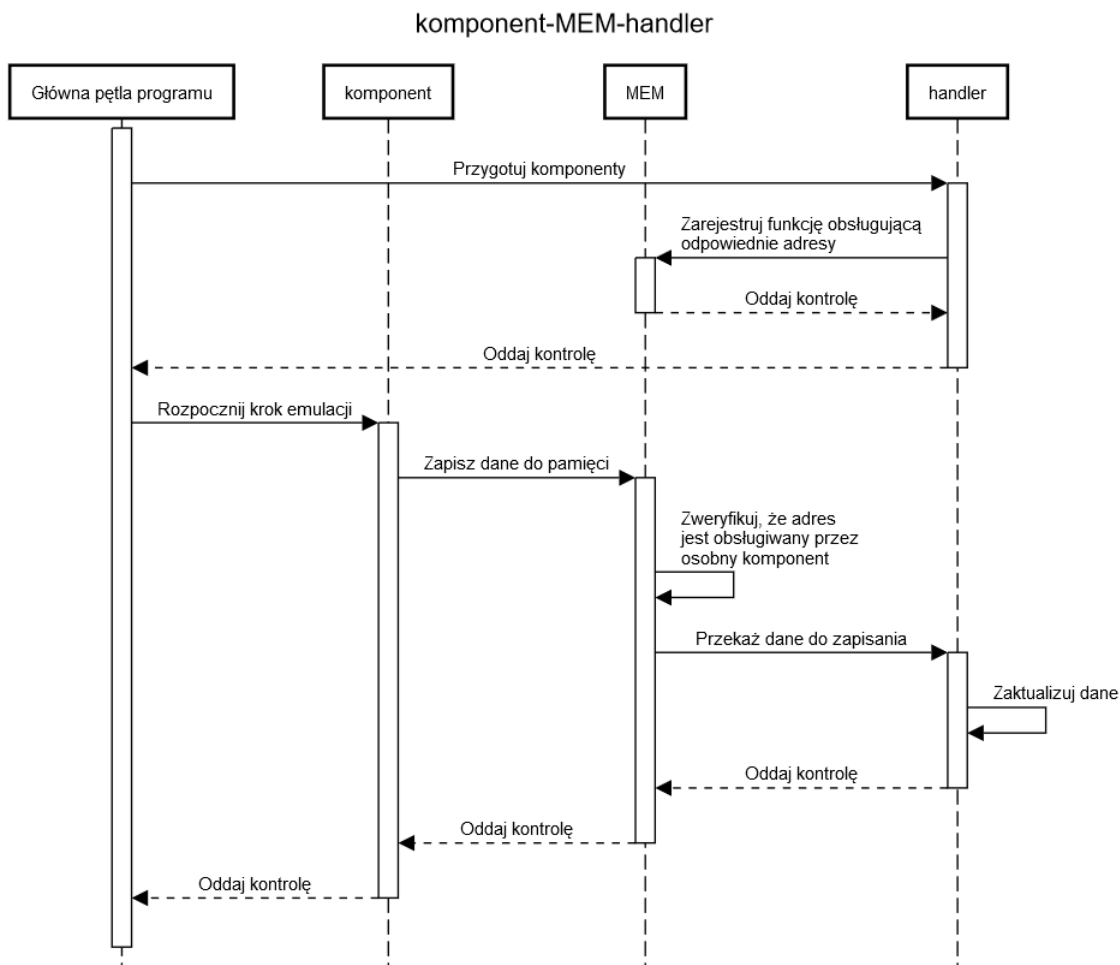 komponent-MEM-handler
Główna pętla programu
komponent
MEM
handler
Przygotuj komponenty
Zarejestruj funkcję obsługującą
odpowiednie adresy
Oddaj kontrolę
Oddaj kontrolę
Rozpocznij krok emulacji
Zapisz dane do pamięci
Zweryfikuj, że adres
jest obsługiwany przez
osobny komponent
Przekaż dane do zapisania
Zaktualizuj dane
Oddaj kontrolę
Oddaj kontrolę
Oddaj kontrolę